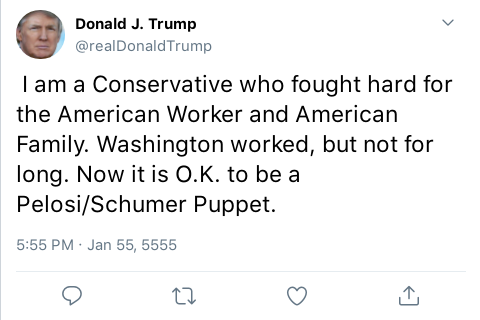 Donald J. Trump
@realDonaldTrump
I am a Conservative who fought hard for
the American Worker and American
Family. Washington worked, but not for
long. Now it is O.K. to be a
Pelosi/Schumer Puppet.
5:55 PM · Jan 55, 5555